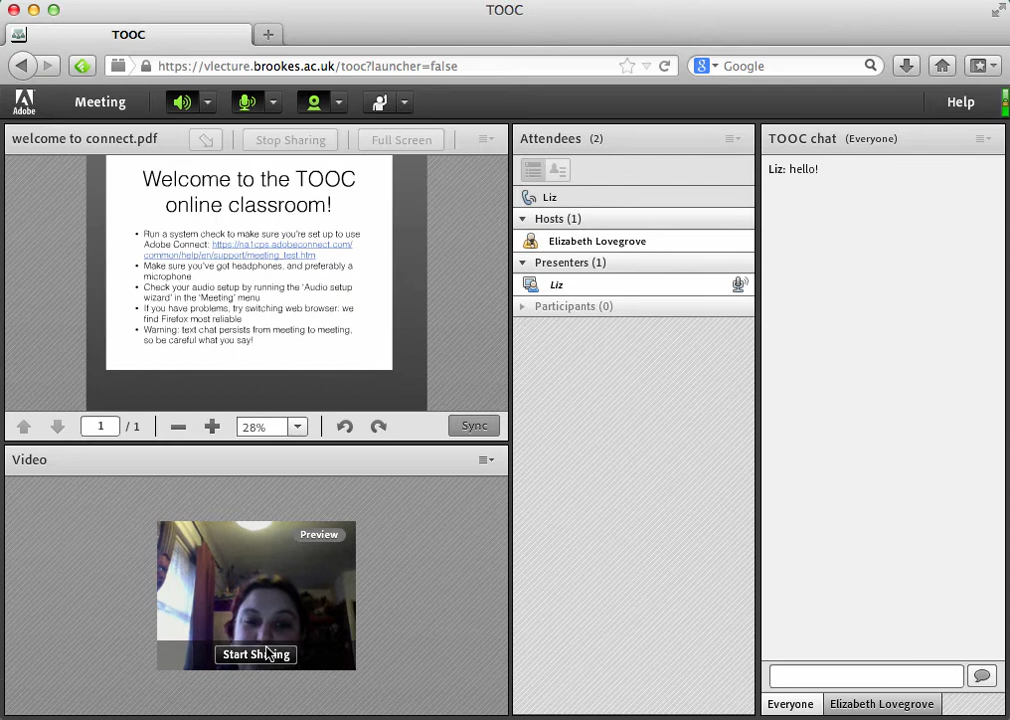 TOOC
TOOC
https://vlecture.brookes.ac.uk/tooc?launcher=false
Google
Adobe
Meeting
Help
welcome to connect.pdf
Stop Sharing
Full Screen
Welcome to the TOOC
online classroom!
• Run a system check to make sure you're set up to use
Adobe Connect: https://na1cps.adobeconnect.com/
common/help/en/support/meeting_test.htm
• Make sure you've got headphones, and preferably a
microphone
• Check your audio setup by running the 'Audio setup
wizard' in the 'Meeting' menu
• If you have problems, try switching web browser: we
find Firefox most reliable
• Warning: text chat persists from meeting to meeting,
so be careful what you say!
1 / 1
28%
Sync
Video
Preview
Start Sharing
Attendees (2)
Liz
Hosts (1)
Elizabeth Lovegrove
Presenters (1)
Liz
Participants (0)
TOOC chat (Everyone)
Liz: hello!
Everyone
Elizabeth Lovegrove